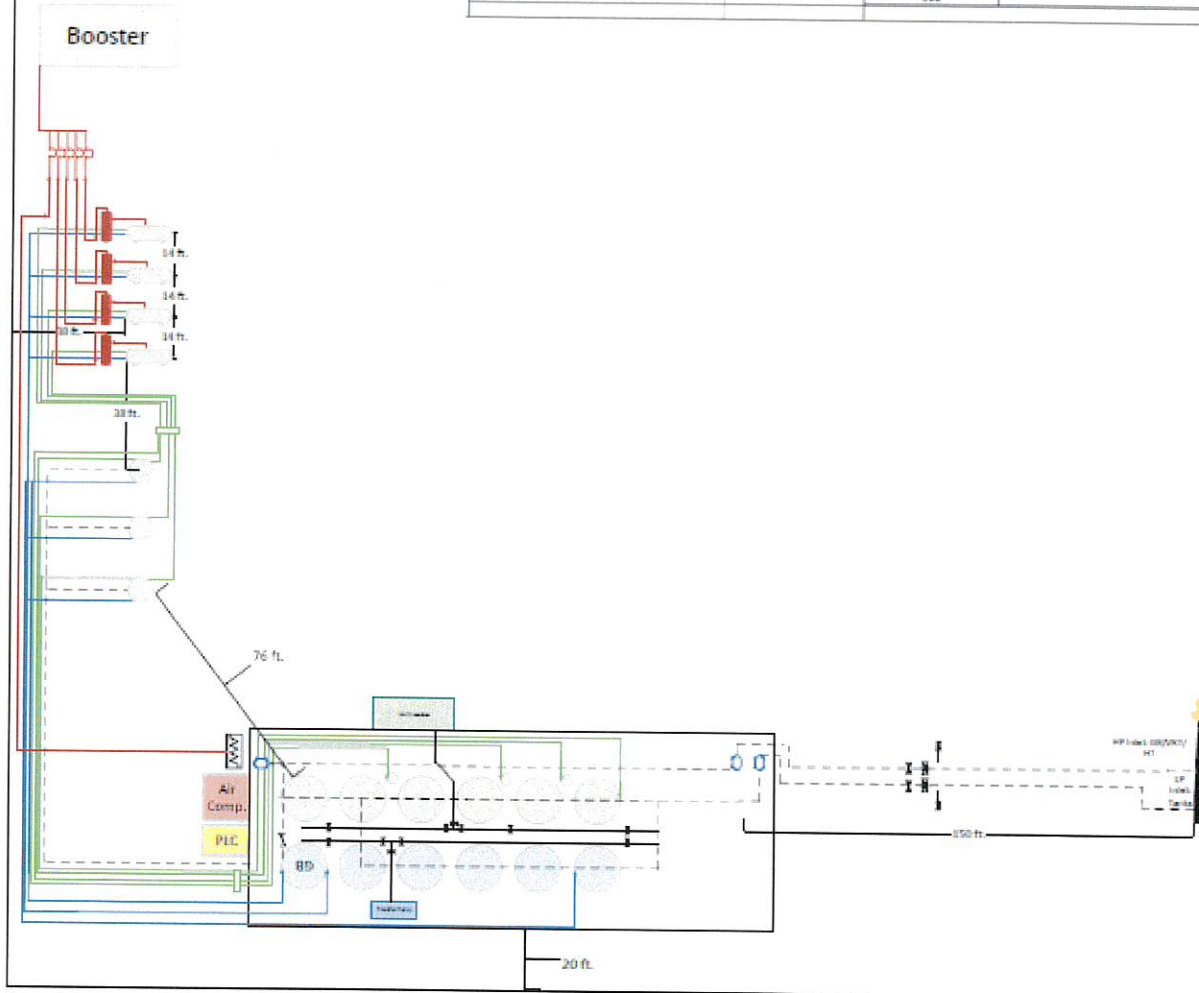 Booster
14 ft.
14 ft.
14 ft.
30 ft.
38 ft.
76 ft.
Air
Comp.
PLC
BD
HP Inlet:
HT
LP
Inlet:
Tanks
150 ft.
20 ft.